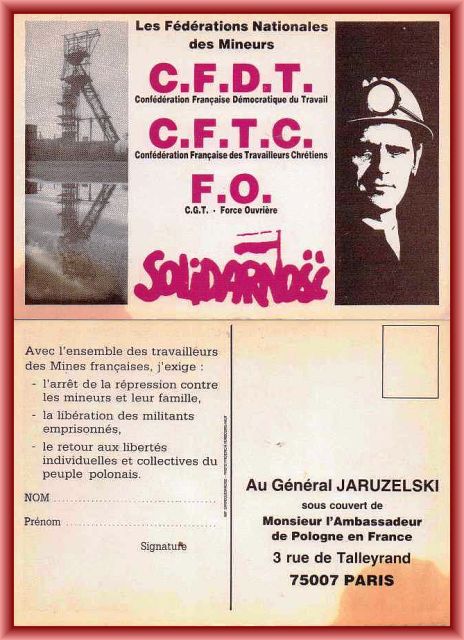 Les Fédérations Nationales
des Mineurs
C.F.D.T.
Confédération Française Démocratique du Travail
C.F.T.C.
Confédération Française des Travailleurs Chrétiens
F.O.
C.G.T. - Force Ouvrière
SOLIDARNOŚĆ
Avec l'ensemble des travailleurs
des Mines françaises, j'exige :
- l'arrêt de la répression contre
les mineurs et leur famille,
- la libération des militants
emprisonnés,
- le retour aux libertés
individuelles et collectives du
peuple polonais.
NOM
Prénom
Signature
Au Général JARUZELSKI
sous couvert de
Monsieur l'Ambassadeur
de Pologne en France
3 rue de Talleyrand
75007 PARIS